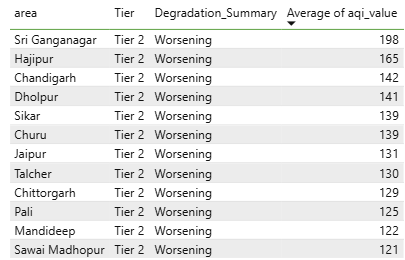 area Tier Degradation_Summary Average of aqi_value
Sri Ganganagar Tier 2 Worsening 198
Hajipur Tier 2 Worsening 165
Chandigarh Tier 2 Worsening 142
Dholpur Tier 2 Worsening 141
Sikar Tier 2 Worsening 139
Churu Tier 2 Worsening 139
Jaipur Tier 2 Worsening 131
Talcher Tier 2 Worsening 130
Chittorgarh Tier 2 Worsening 129
Pali Tier 2 Worsening 125
Mandideep Tier 2 Worsening 122
Sawai Madhopur Tier 2 Worsening 121